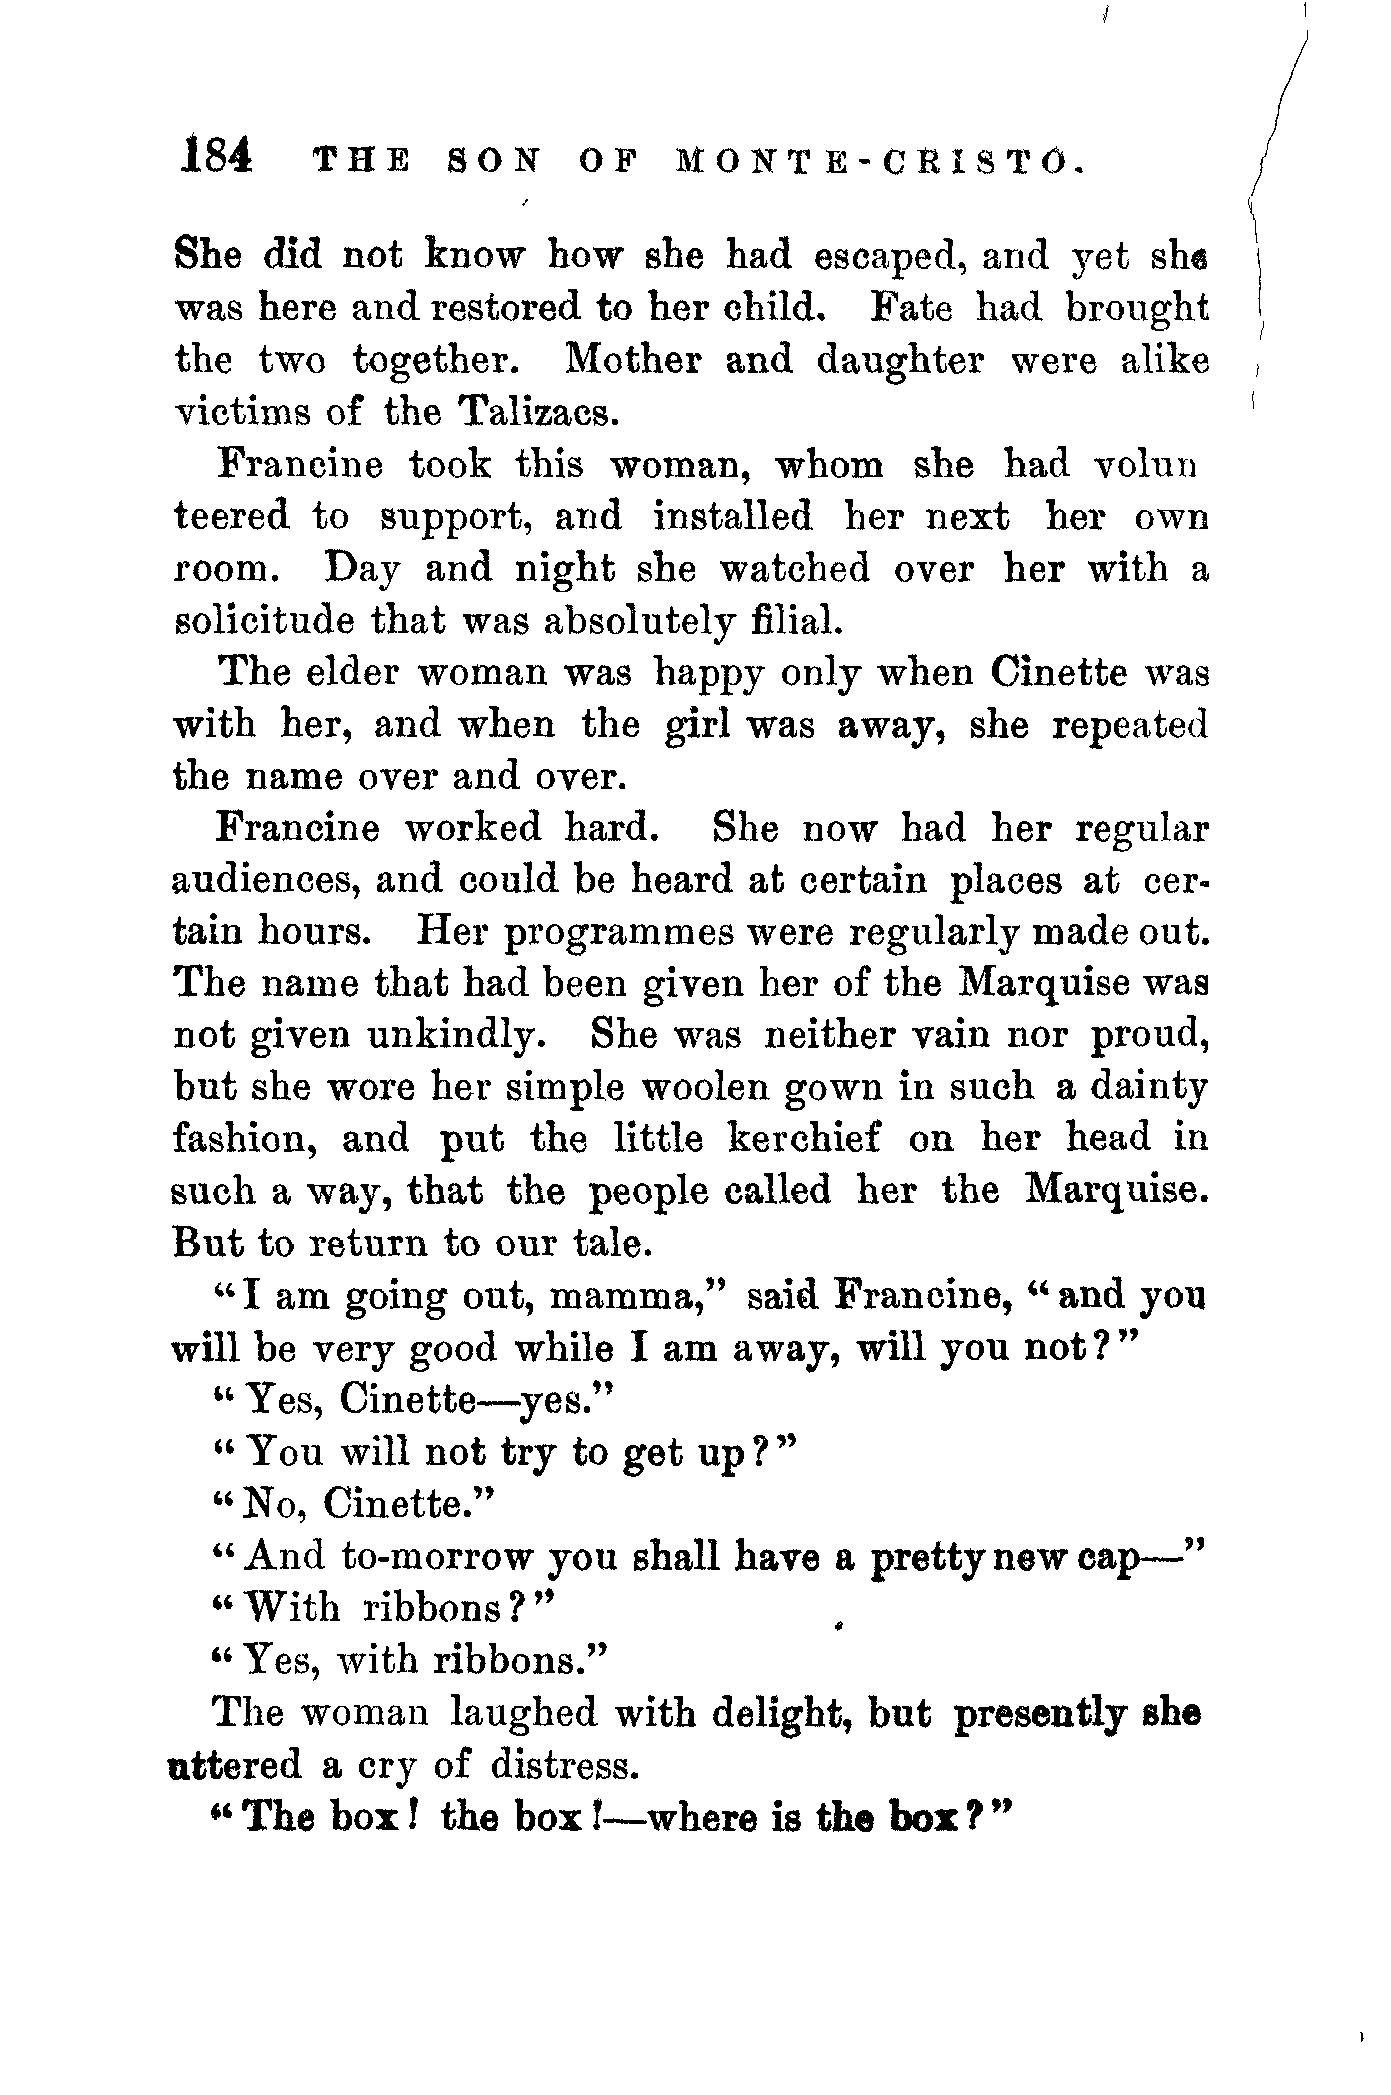 184 THE SON OF MONTE-CRISTO.
She did not know how she had escaped, and yet she
was here and restored to her child. Fate had brought
the two together. Mother and daughter were alike
victims of the Talizacs.
Francine took this woman, whom she had volun
teered to support, and installed her next her own
room. Day and night she watched over her with a
solicitude that was absolutely filial.
The elder woman was happy only when Cinette was
with her, and when the girl was away, she repeated
the name over and over.
Francine worked hard. She now had her regular
audiences, and could be heard at certain places at cer-
tain hours. Her programmes were regularly made out.
The name that had been given her of the Marquise was
not given unkindly. She was neither vain nor proud,
but she wore her simple woolen gown in such a dainty
fashion, and put the little kerchief on her head in
such a way, that the people called her the Marquise.
But to return to our tale.
“I am going out, mamma,” said Francine, “and you
will be very good while I am away, will you not?”
“Yes, Cinette—yes.”
“You will not try to get up?”
“No, Cinette.”
“And to-morrow you shall have a pretty new cap—”
“With ribbons?”
“Yes, with ribbons.”
The woman laughed with delight, but presently she
uttered a cry of distress.
“The box! the box!—where is the box?”